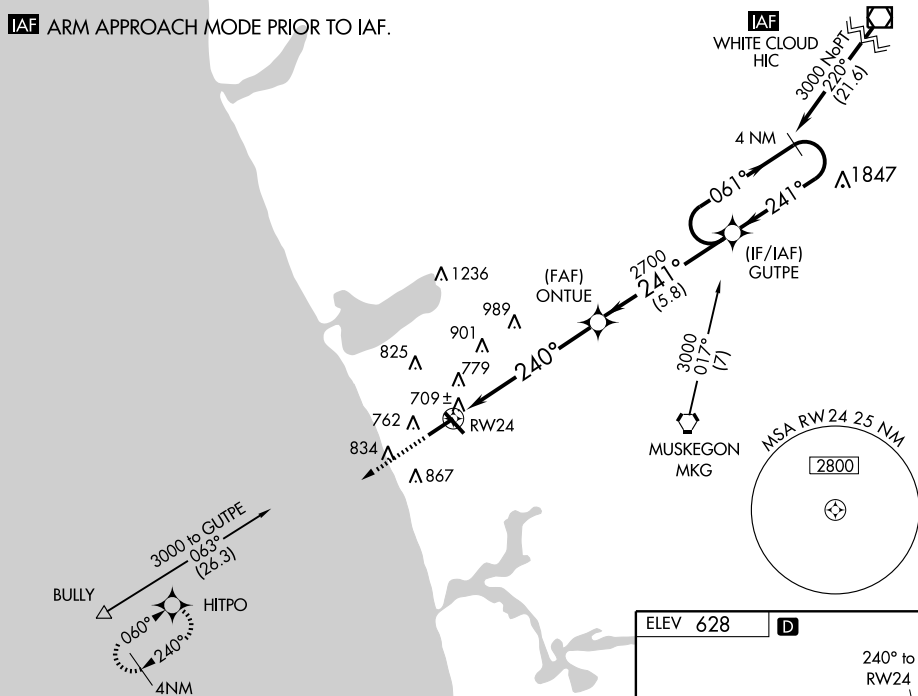 IAF ARM APPROACH MODE PRIOR TO IAF.
IAF
WHITE CLOUD
HIC
3000 NoPT
220°
(21.6)
4 NM
061°
241°
1847
(IF/IAF)
GUTPE
2700
241°
(5.8)
(FAF)
ONTUE
1236
989
901
825
779
240°
709±
762
RW24
834
867
3000
017°
(7)
MUSKEGON
MKG
MSA RW24 25 NM
2800
3000 to GUTPE
063°
(26.3)
BULLY
HITPO
060°
240°
4NM
ELEV 628
D
240° to
RW24